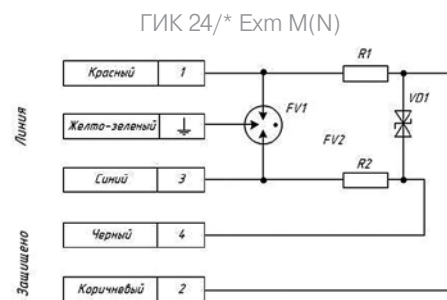 ГИК 24/* Exm M(N)
R1
Красный 1
FV1
VD1
Линия
Желто-зеленый
FV2
R2
Синий 3
Черный 4
Защищено
Коричневый 2